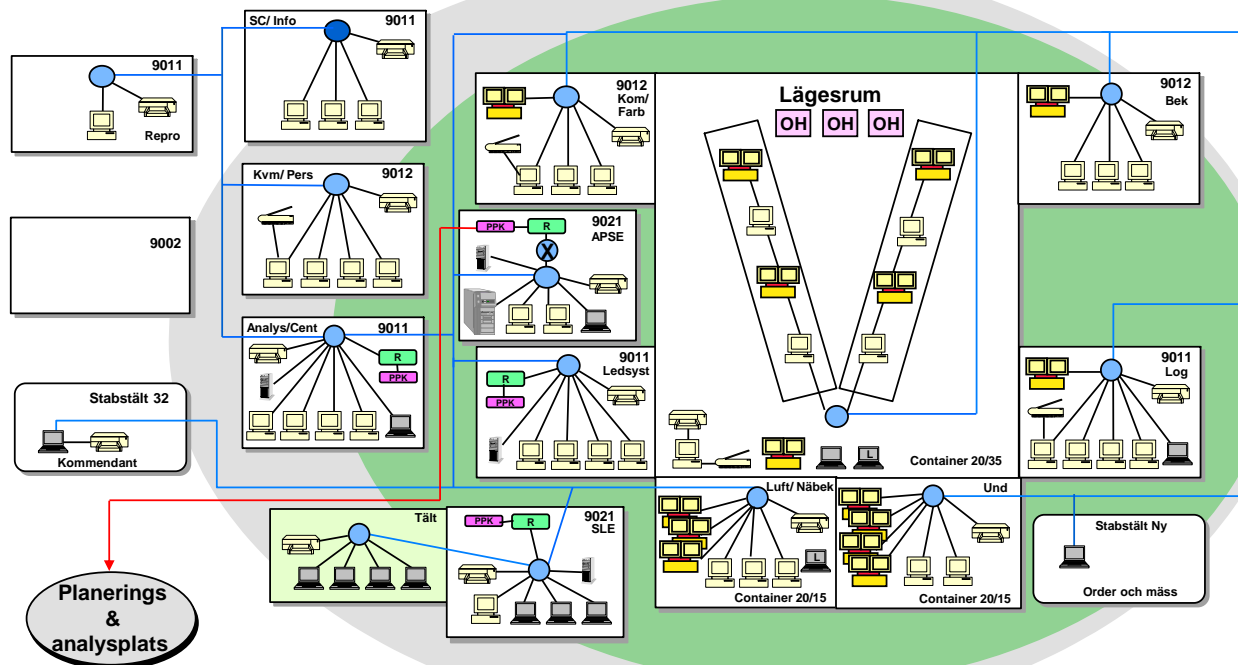 SC/ Info
9011
9011
Repro
Kvm/ Pers
9012
9002
Analys/Cent
9011
R
PPK
Stabstält 32
Kommendant
9012
Kom/
Farb
Lägesrum
OH OH OH
9012
Bek
PPK
R
9021
APSE
X
9011
Ledsyst
R
PPK
9011
Log
L
Container 20/35
Tält
PPK
R
9021
SLE
Luft/ Näbek
L
Container 20/15
Und
Container 20/15
Stabstält Ny
Order och mäss
Planerings
&
analysplats